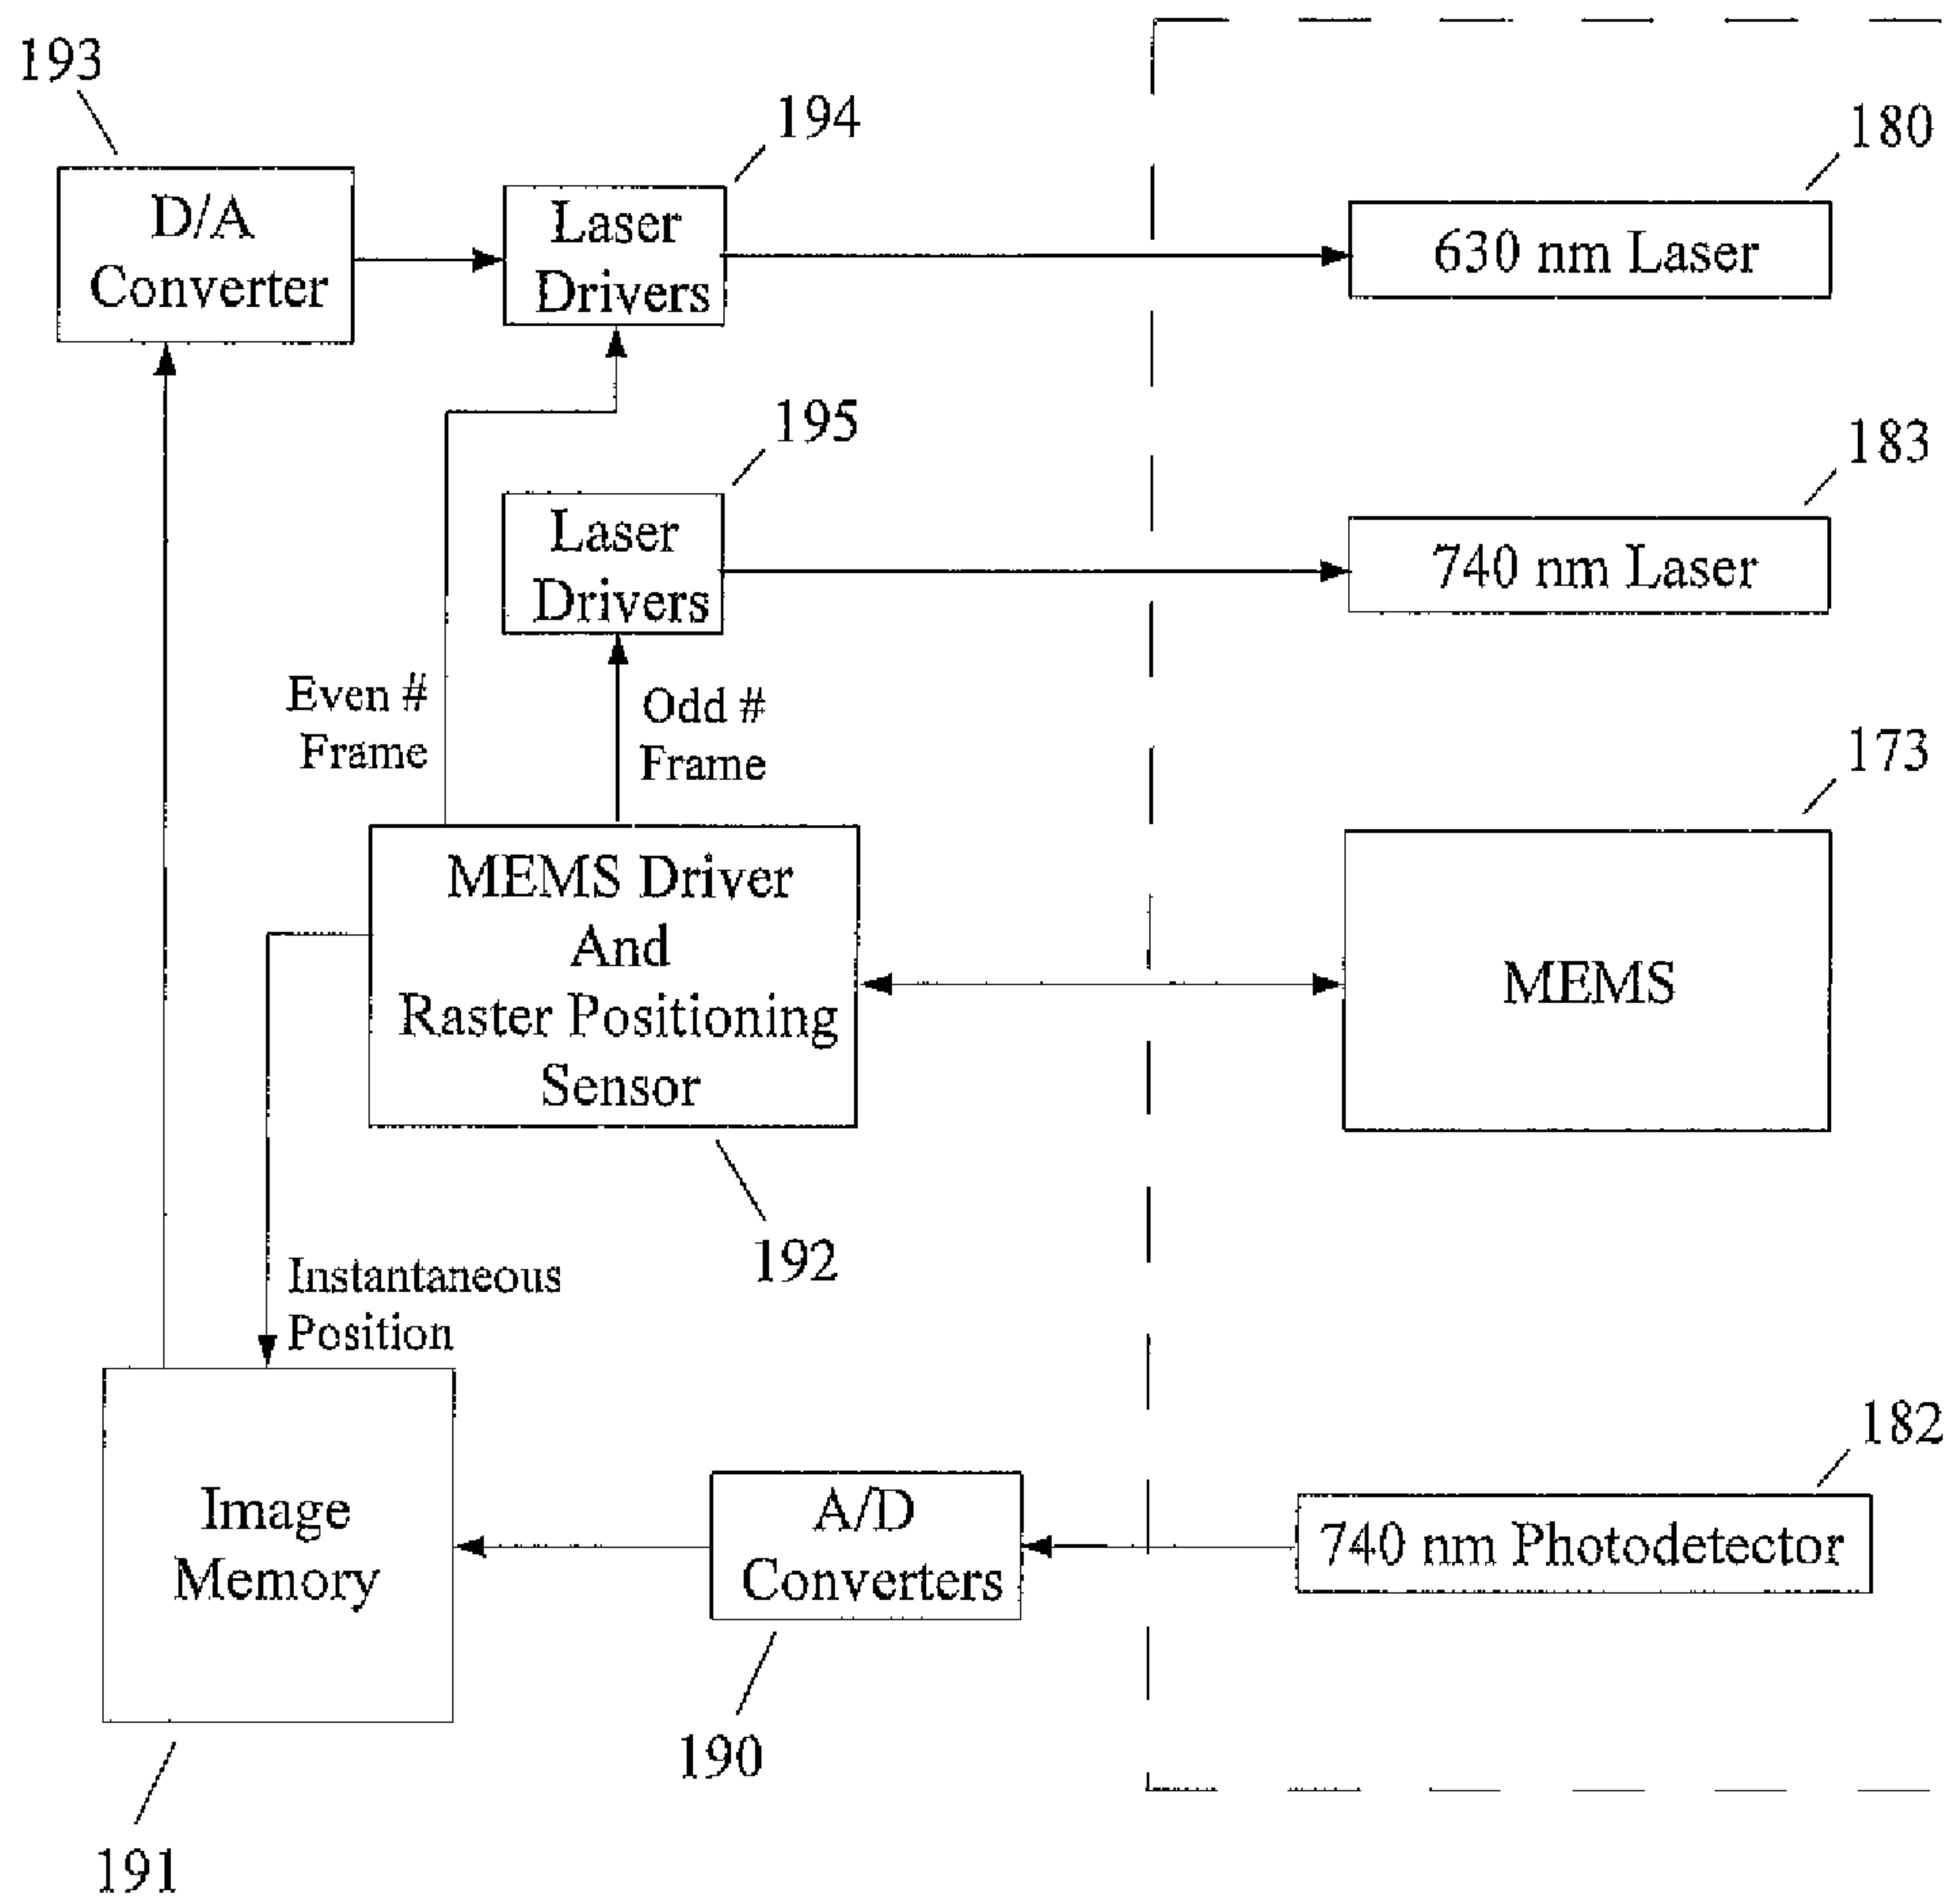 193
D/A
Converter
194
Laser
Drivers
180
630 nm Laser
195
Laser
Drivers
183
740 nm Laser
Even #
Frame
Odd #
Frame
173
MEMS Driver
And
Raster Positioning
Sensor
MEMS
192
Instantaneous
Position
182
Image
Memory
A/D
Converters
740 nm Photodetector
190
191